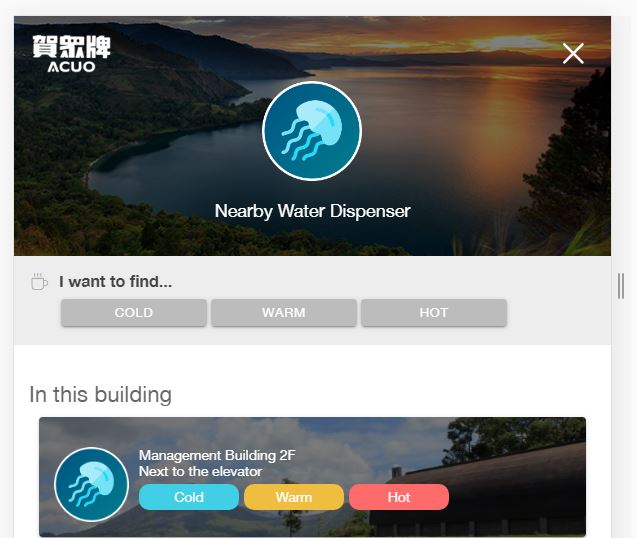 賀眾牌
ACUO
Nearby Water Dispenser
I want to find...
COLD WARM HOT
In this building
Management Building 2F
Next to the elevator
Cold Warm Hot